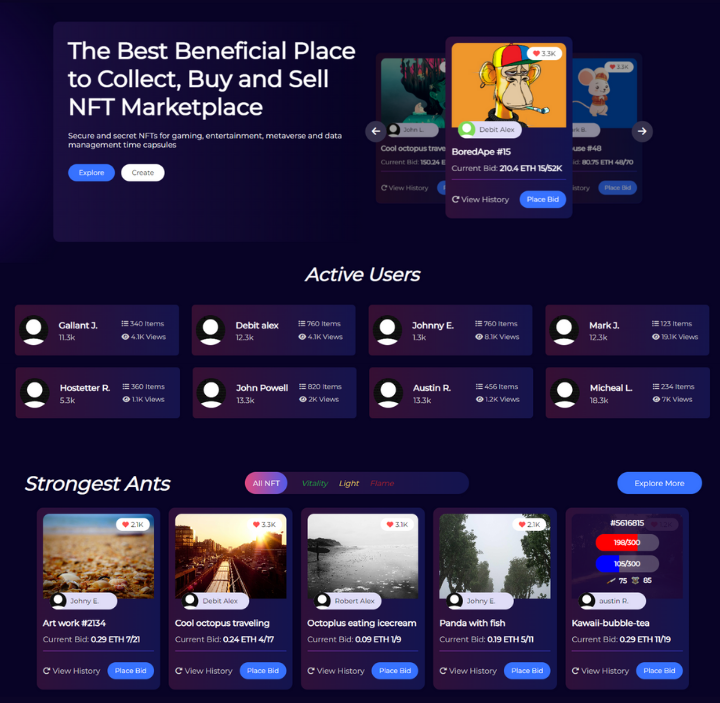 The Best Beneficial Place
to Collect, Buy and Sell
NFT Marketplace
Secure and secret NFTs for gaming, entertainment, metaverse and data
management time capsules
Explore
Create
3.3K
John L.
Cool octopus trave
Current Bid: 150.24 E
View History
3.3K
Debit Alex
BoredApe #15
Current Bid: 210.4 ETH 15/52K
View History
Place Bid
rk B.
use #48
80.75 ETH 48/70
Place Bid
Active Users
Gallant J.
11.3k
340 Items
4.1K Views
Debit alex
12.3k
760 Items
4.1K Views
Johnny E.
1.3k
760 Items
8.1K Views
Mark J.
12.3k
123 Items
19.1K Views
Hostetter R.
5.3k
360 Items
1.1K Views
John Powell
13.3k
820 Items
2K Views
Austin R.
13.3k
456 Items
1.2K Views
Micheal L.
18.3k
234 Items
7K Views
Strongest Ants
All NFT
Vitality
Light
Flame
Explore More
2.1K
Johny E.
Art work #2134
Current Bid: 0.29 ETH 7/21
View History
Place Bid
3.3K
Debit Alex
Cool octopus traveling
Current Bid: 0.24 ETH 4/17
View History
Place Bid
3.1K
Robert Alex
Octopius eating icecream
Current Bid: 0.09 ETH 1/9
View History
Place Bid
2.1K
Johny E.
Panda with fish
Current Bid: 0.19 ETH 5/11
View History
Place Bid
#5616815
198/300
105/300
75
85
austin R.
Kawaii-bubble-tea
Current Bid: 0.29 ETH 11/19
View History
Place Bid